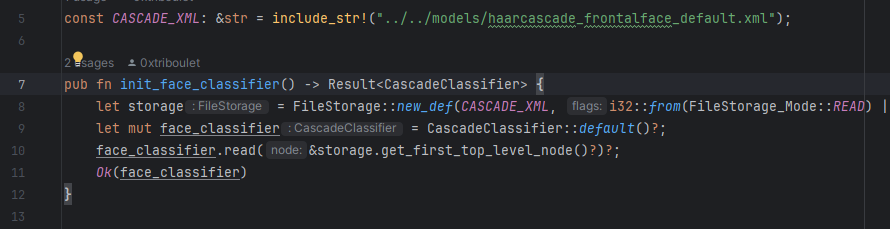 5 const CASCADE_XML: &str = include_str!("../../models/haarcascade_frontalface_default.xml");
6
sages 0xtriboulet
7 pub fn init_face_classifier() -> Result<CascadeClassifier> {
8 let storage : FileStorage = FileStorage::new_def(CASCADE_XML, flags: i32::from(FileStorage_Mode::READ) |
9 let mut face_classifier : CascadeClassifier = CascadeClassifier::default()?;
10 face_classifier.read( node: &storage.get_first_top_level_node()?)?;
11 Ok(face_classifier)
12 }
13